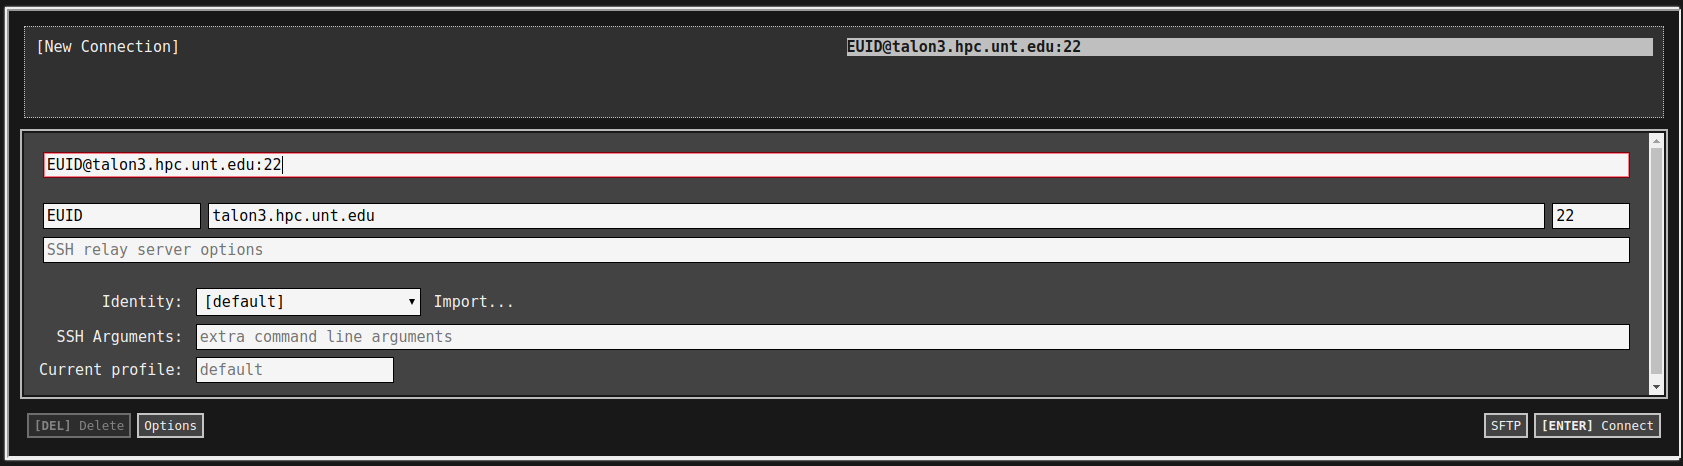 [New Connection] EUID@talon3.hpc.unt.edu:22
EUID@talon3.hpc.unt.edu:22
EUID talon3.hpc.unt.edu 22
SSH relay server options
Identity: [default] Import...
SSH Arguments: extra command line arguments
Current profile: default
[DEL] Delete Options SFTP [ENTER] Connect